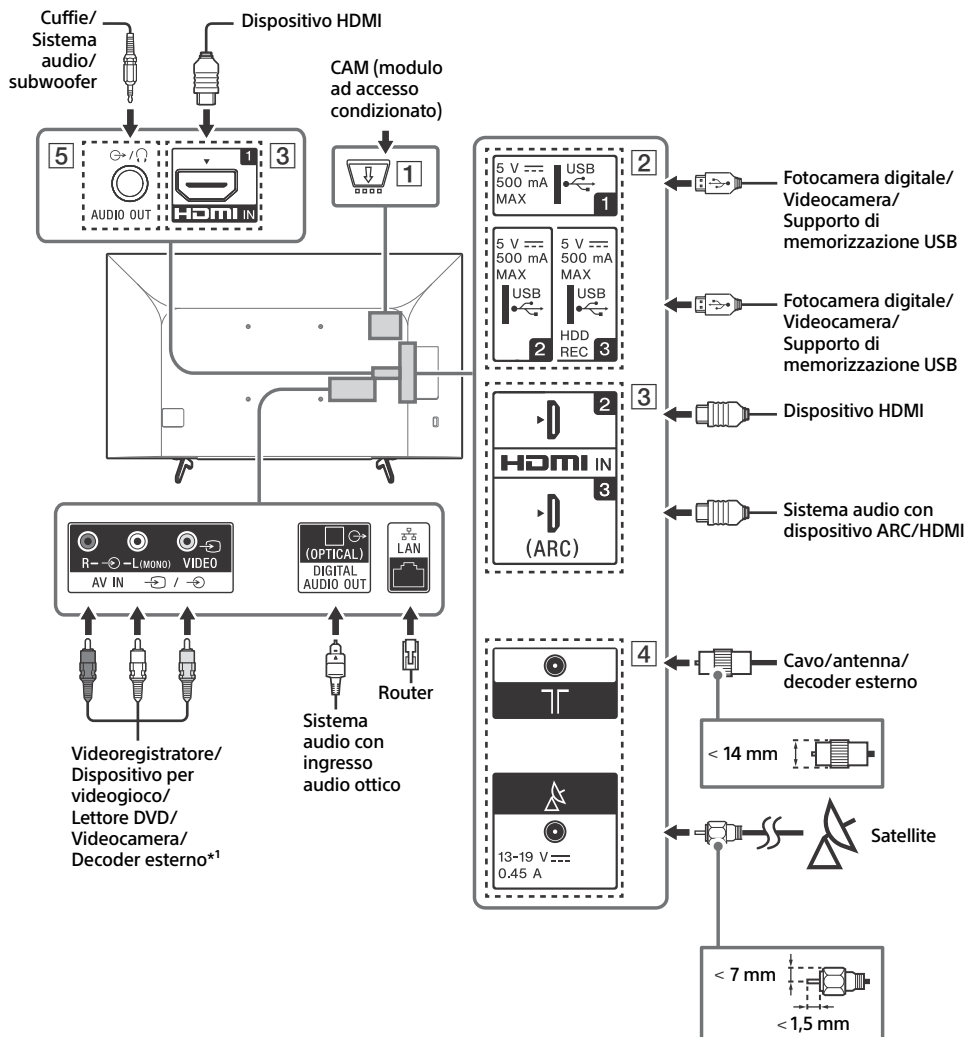 Cuffie/
Sistema
audio/
subwoofer
Dispositivo HDMI
CAM (modulo
ad accesso
condizionato)
5
AUDIO OUT
1
3
HDMI IN
1
2
5 V
500 mA
MAX
USB
1
Fotocamera digitale/
Videocamera/
Supporto di
memorizzazione USB
5 V
500 mA
MAX
USB
2
5 V
500 mA
MAX
USB
HDD
REC 3
Fotocamera digitale/
Videocamera/
Supporto di
memorizzazione USB
3
2
HDMI IN
3
(ARC)
Dispositivo HDMI
Sistema audio con
dispositivo ARC/HDMI
R- -L(MONO) VIDEO
AV IN /
(OPTICAL)
DIGITAL
AUDIO OUT
LAN
Videoregistratore/
Dispositivo per
videogioco/
Lettore DVD/
Videocamera/
Decoder esterno*1
Sistema
audio con
ingresso
audio ottico
Router
4
Cavo/antenna/
decoder esterno
< 14 mm
13-19 V
0.45 A
Satellite
< 7 mm
< 1,5 mm